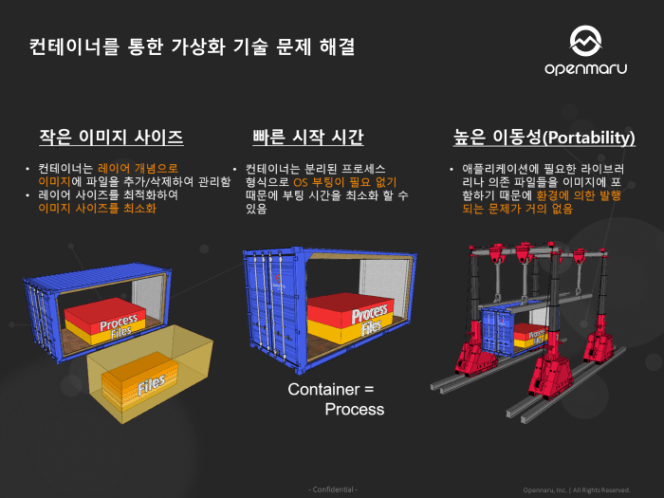 컨테이너를 통한 가상화 기술 문제 해결
openmaru
작은 이미지 사이즈
• 컨테이너는 레이어 개념으로
이미지에 파일을 추가/삭제하여 관리함
• 레이어 사이즈를 최적화하여
이미지 사이즈를 최소화
빠른 시작 시간
• 컨테이너는 분리된 프로세스
형식으로 OS 부팅이 필요 없기
때문에 부팅 시간을 최소화 할 수
있음
높은 이동성(Portability)
• 애플리케이션에 필요한 라이브러
리나 의존 파일들을 이미지에 포
함하기 때문에 환경에 의한 발행
되는 문제가 거의 없음
Process
Files
Files
Process
Files
Process
Container =
Process
- Confidential -
Openmaru, Inc. | All Rights Reserved.